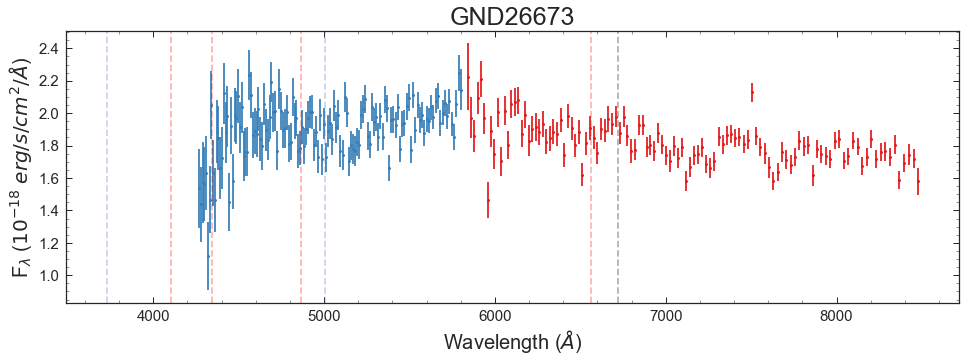 GND26673
F_λ (10^{-18} erg/s/cm²/Å)
2.4
2.2
2.0
1.8
1.6
1.4
1.2
1.0
4000 5000 6000 7000 8000
Wavelength (Å)